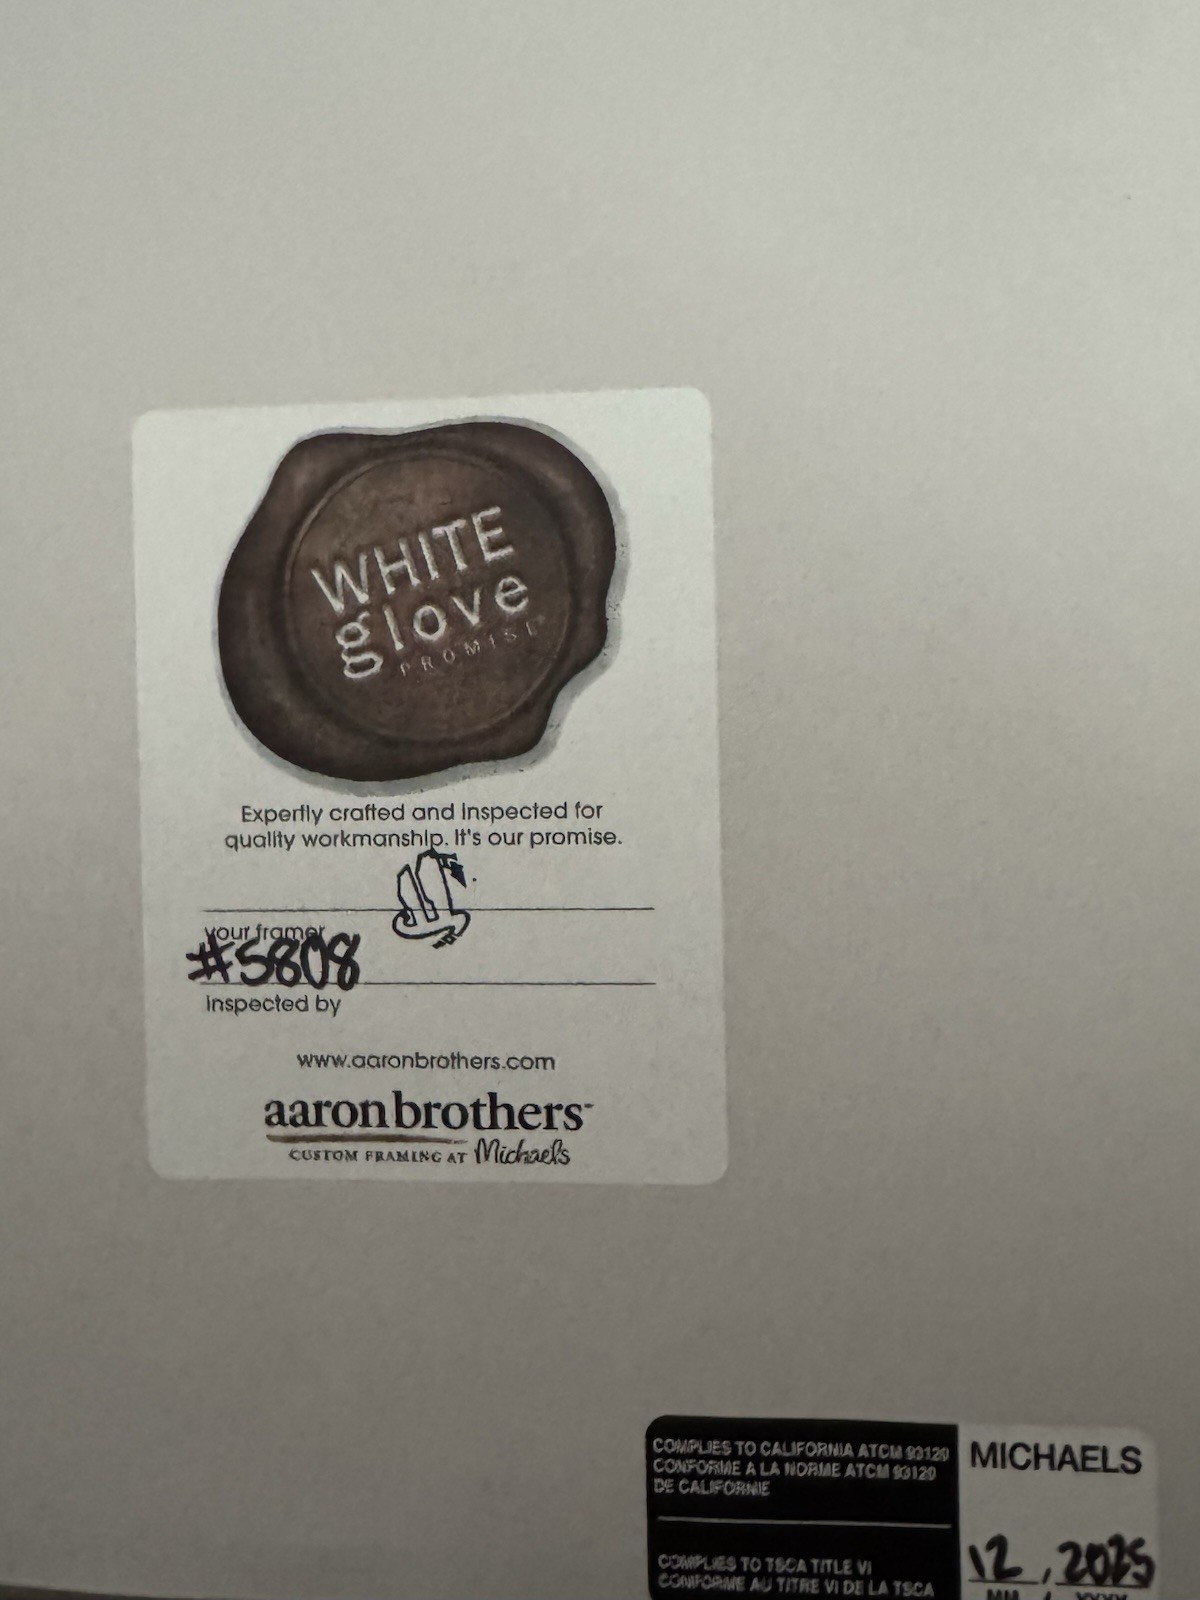 WHITE
glove
PROMISE
Expertly crafted and inspected for
quality workmanship. It's our promise.
your framer
#5808
inspected by
www.aaronbrothers.com
aaronbrothers
CUSTOM FRAMING AT Michaels
COMPLIES TO CALIFORNIA ATCM 93120
CONFORME A LA NORME ATCM 93120
DE CALIFORNIE
COMPLIES TO TSCA TITLE VI
CONFORME AU TITRE VI DE LA TSCA
MICHAELS
12 / 2025
MM / YYYY